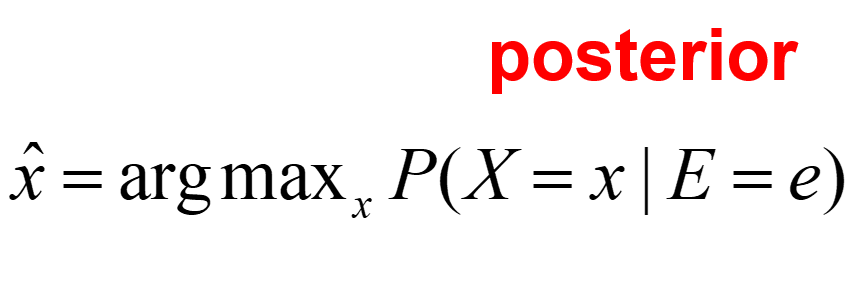 posterior
x̂ = arg max_x P(X = x | E = e)